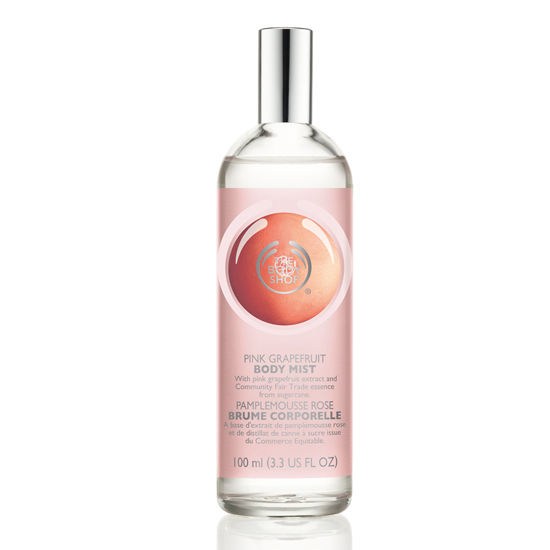 THE
BODY
SHOP
®
PINK GRAPEFRUIT
BODY MIST
With pink grapefruit extract and
Community Fair Trade essence
from sugarcane.
PAMPLEMOUSSE ROSE
BRUME CORPORELLE
A base d'extrait de pamplemousse rose
et de distillat de canne à sucre issue
du Commerce Equitable.
100 ml (3.3 US FL OZ)